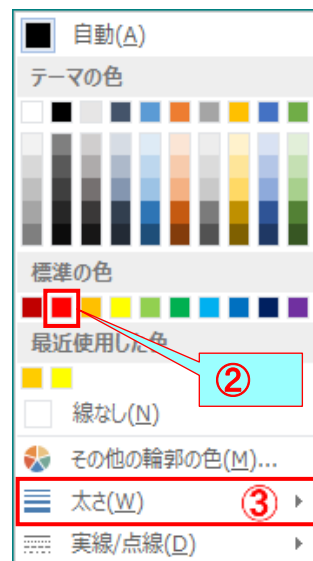 自動(A)
テーマの色
標準の色
最近使用した色
②
線なし(N)
その他の輪郭の色(M)...
太さ(W) ③
実線/点線(D)